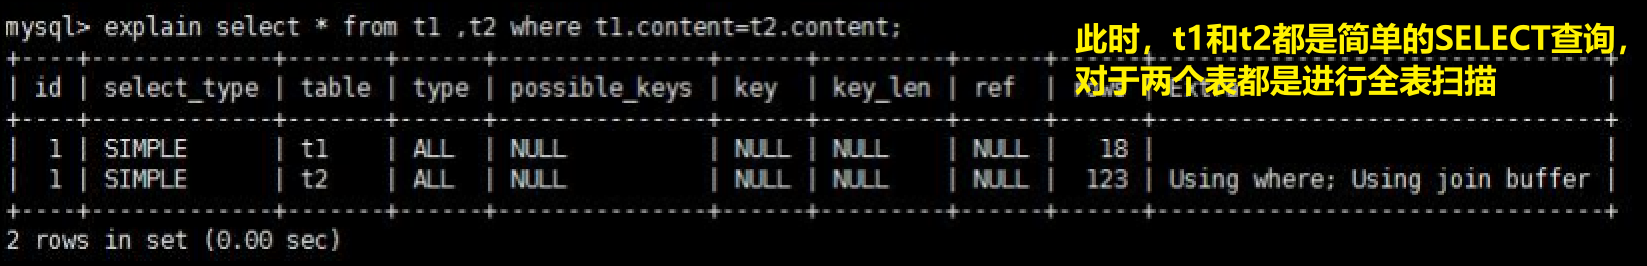 mysql> explain select * from t1 ,t2 where t1.content=t2.content;
此时，t1和t2都是简单的SELECT查询，
对于两个表都是进行全表扫描
+----+-------------+-------+------+---------------+------+---------+------+------+--------------------------------+
| id | select_type | table | type | possible_keys | key | key_len | ref |
+----+-------------+-------+------+---------------+------+---------+------+------+--------------------------------+
| 1 | SIMPLE | t1 | ALL | NULL | NULL | NULL | NULL | 18 | |
| 1 | SIMPLE | t2 | ALL | NULL | NULL | NULL | NULL | 123 | Using where; Using join buffer |
+----+-------------+-------+------+---------------+------+---------+------+------+--------------------------------+
2 rows in set (0.00 sec)